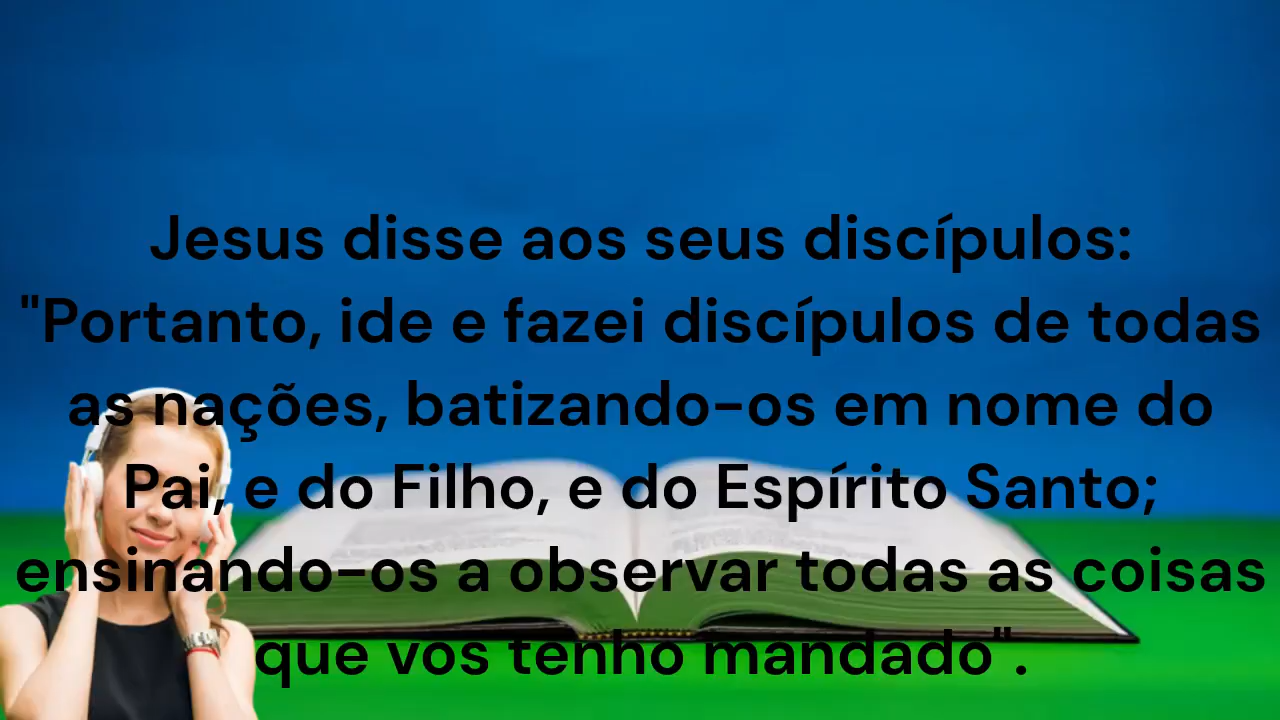 Jesus disse aos seus discípulos:
"Portanto, ide e fazei discípulos de todas
as nações, batizando-os em nome do
Pai, e do Filho, e do Espírito Santo;
ensinando-os a observar todas as coisas
que vos tenho mandado".